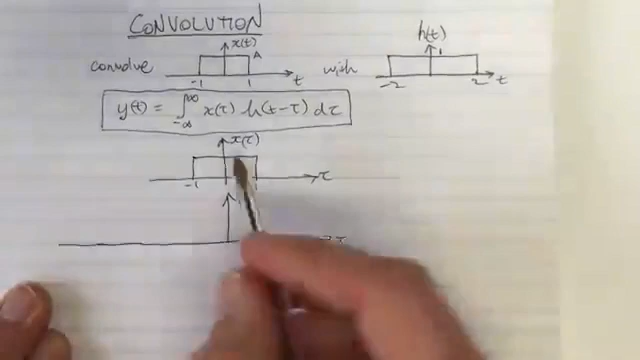 CONVOLUTION
convolve x(t) A -1 1 t with h(t) 1 -2 2 t
y(t) = ∫_{-∞}^{∞} x(τ) h(t-τ) dτ
x(τ)
-1 τ